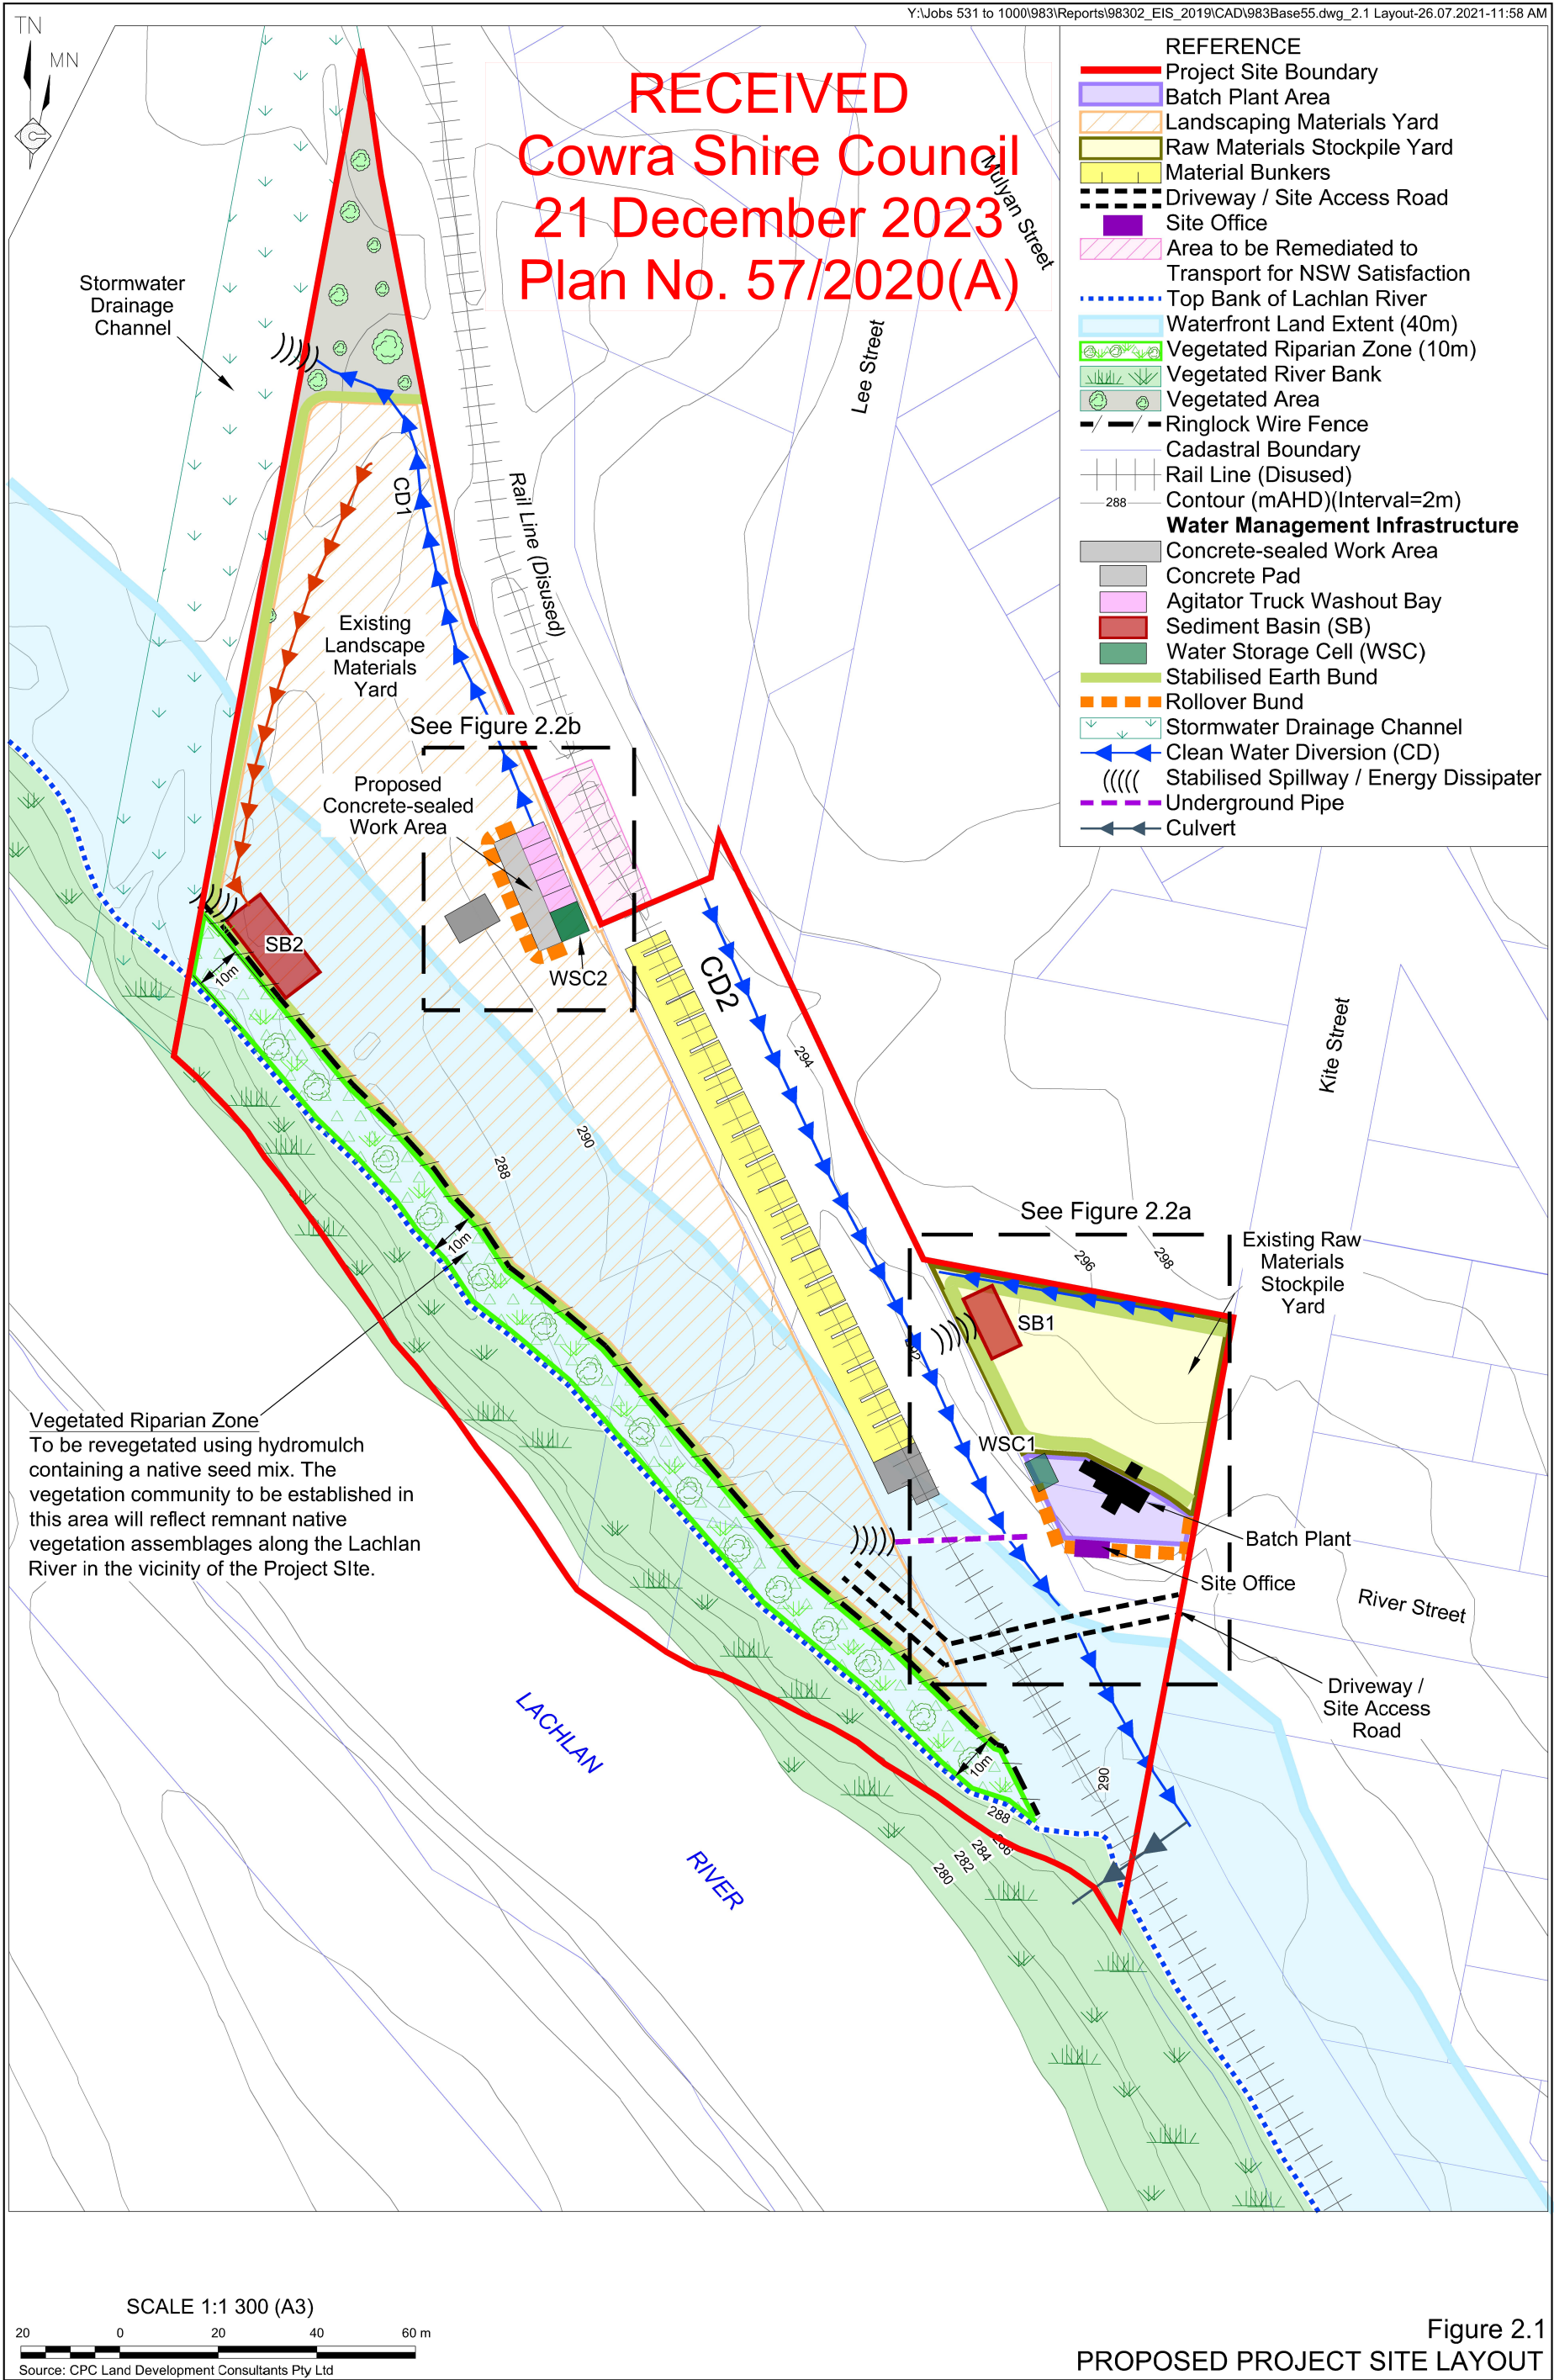 Y:\Jobs 531 to 1000\983\Reports\98302_EIS_2019\CAD\983Base55.dwg_2.1 Layout-26.07.2021-11:58 AM
TN
MN
RECEIVED
Cowra Shire Council
21 December 2023
Plan No. 57/2020(A)
REFERENCE
Project Site Boundary
Batch Plant Area
Landscaping Materials Yard
Raw Materials Stockpile Yard
Material Bunkers
Driveway / Site Access Road
Site Office
Area to be Remediated to
Transport for NSW Satisfaction
Top Bank of Lachlan River
Waterfront Land Extent (40m)
Vegetated Riparian Zone (10m)
Vegetated River Bank
Vegetated Area
Ringlock Wire Fence
Cadastral Boundary
Rail Line (Disused)
288
Contour (mAHD)(Interval=2m)
Water Management Infrastructure
Concrete-sealed Work Area
Concrete Pad
Agitator Truck Washout Bay
Sediment Basin (SB)
Water Storage Cell (WSC)
Stabilised Earth Bund
Rollover Bund
Stormwater Drainage Channel
Clean Water Diversion (CD)
Stabilised Spillway / Energy Dissipater
Underground Pipe
Culvert
Mulyan Street
Lee Street
Stormwater
Drainage
Channel
CD1
Rail Line (Disused)
Existing
Landscape
Materials
Yard
See Figure 2.2b
Proposed
Concrete-sealed
Work Area
SB2
10m
WSC2
CD2
294
Kite Street
290
288
10m
See Figure 2.2a
296
298
Existing Raw
Materials
Stockpile
Yard
SB1
292
WSC1
Vegetated Riparian Zone
To be revegetated using hydromulch
containing a native seed mix. The
vegetation community to be established in
this area will reflect remnant native
vegetation assemblages along the Lachlan
River in the vicinity of the Project SIte.
Batch Plant
Site Office
River Street
Driveway /
Site Access
Road
LACHLAN
RIVER
10m
290
288
286
284
282
280
SCALE 1:1 300 (A3)
20 0 20 40 60 m
Source: CPC Land Development Consultants Pty Ltd
Figure 2.1
PROPOSED PROJECT SITE LAYOUT